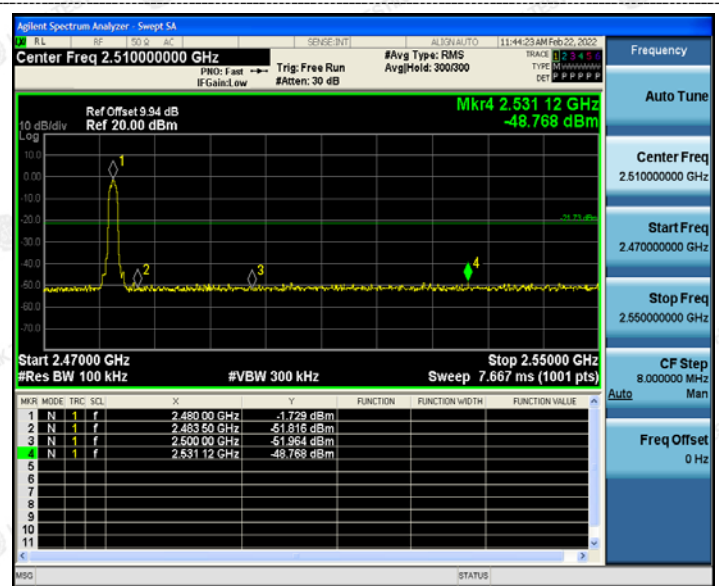 Agilent Spectrum Analyzer - Swept SA
RL RF 50 Ω AC SENSE:INT ALIGN AUTO 11:44:23 AM Feb 22, 2022
Center Freq 2.510000000 GHz
PNO: Fast
IFGain:Low
Trig: Free Run
#Atten: 30 dB
#Avg Type: RMS
Avg|Hold: 300/300
TRACE 1 2 3 4 5 6
TYPE M W W W W W
DET P P P P P P
Ref Offset 9.94 dB
10 dB/div Ref 20.00 dBm
Log
Mkr4 2.531 12 GHz
-48.768 dBm
10.0
0.00
-10.0
-20.0
-30.0
-40.0
-50.0
-60.0
-70.0
1
2
3
4
-21.73 dBm
Start 2.47000 GHz Stop 2.55000 GHz
#Res BW 100 kHz #VBW 300 kHz Sweep 7.667 ms (1001 pts)
MKR MODE TRC SCL X Y FUNCTION FUNCTION WIDTH FUNCTION VALUE
1 N 1 f 2.480 00 GHz -1.729 dBm
2 N 1 f 2.483 50 GHz -51.816 dBm
3 N 1 f 2.500 00 GHz -51.964 dBm
4 N 1 f 2.531 12 GHz -48.768 dBm
5
6
7
8
9
10
11
MSG STATUS
Frequency
Auto Tune
Center Freq
2.510000000 GHz
Start Freq
2.470000000 GHz
Stop Freq
2.550000000 GHz
CF Step
8.000000 MHz
Auto Man
Freq Offset
0 Hz